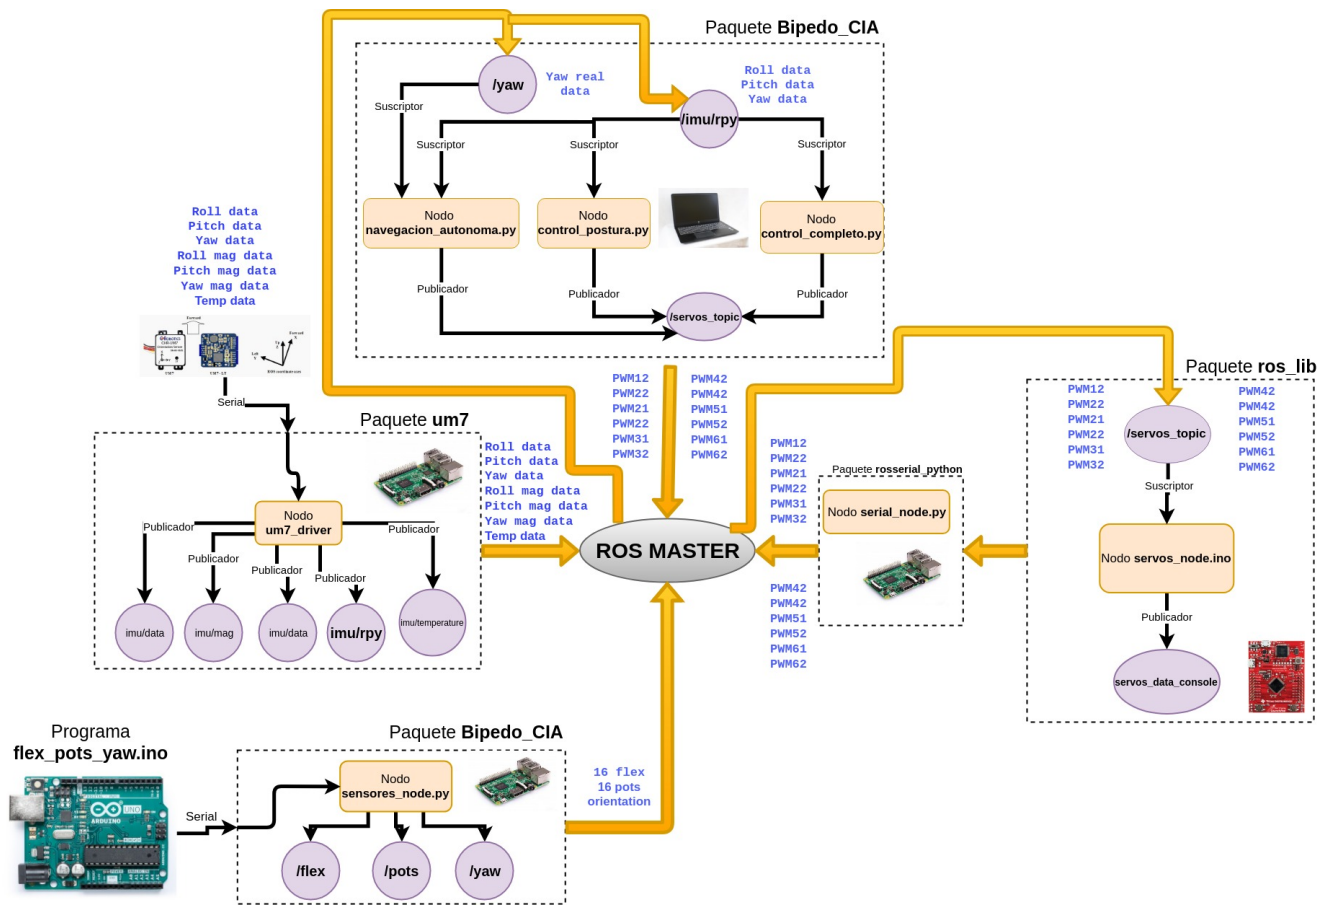 Paquete Bipedo_CIA
/yaw
Yaw real
data
Roll data
Pitch data
Yaw data
/imu/rpy
Suscriptor
Suscriptor
Suscriptor
Suscriptor
Nodo
navegacion_autonoma.py
Nodo
control_postura.py
Nodo
control_completo.py
Publicador
Publicador
Publicador
/servos_topic
Roll data
Pitch data
Yaw data
Roll mag data
Pitch mag data
Yaw mag data
Temp data
Serial
Paquete um7
Nodo
um7_driver
Publicador
Publicador
Publicador
Publicador
Publicador
imu/data
imu/mag
imu/data
imu/rpy
imu/temperature
Roll data
Pitch data
Yaw data
Roll mag data
Pitch mag data
Yaw mag data
Temp data
PWM12
PWM22
PWM21
PWM22
PWM31
PWM32
PWM42
PWM42
PWM51
PWM52
PWM61
PWM62
ROS MASTER
PWM12
PWM22
PWM21
PWM22
PWM31
PWM32
PWM42
PWM42
PWM51
PWM52
PWM61
PWM62
Paquete rosserial_python
Nodo serial_node.py
Paquete ros_lib
PWM12
PWM22
PWM21
PWM22
PWM31
PWM32
/servos_topic
PWM42
PWM42
PWM51
PWM52
PWM61
PWM62
Suscriptor
Nodo servos_node.ino
Publicador
servos_data_console
Programa
flex_pots_yaw.ino
ARDUINO
UNO
Serial
Paquete Bipedo_CIA
Nodo
sensores_node.py
/flex
/pots
/yaw
16 flex
16 pots
orientation